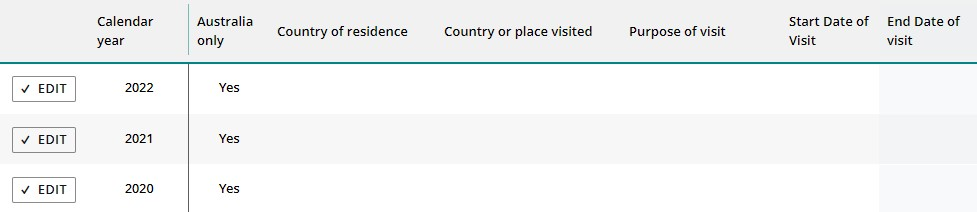 Calendar year Australia only Country of residence Country or place visited Purpose of visit Start Date of Visit End Date of visit
✓ EDIT 2022 Yes
✓ EDIT 2021 Yes
✓ EDIT 2020 Yes